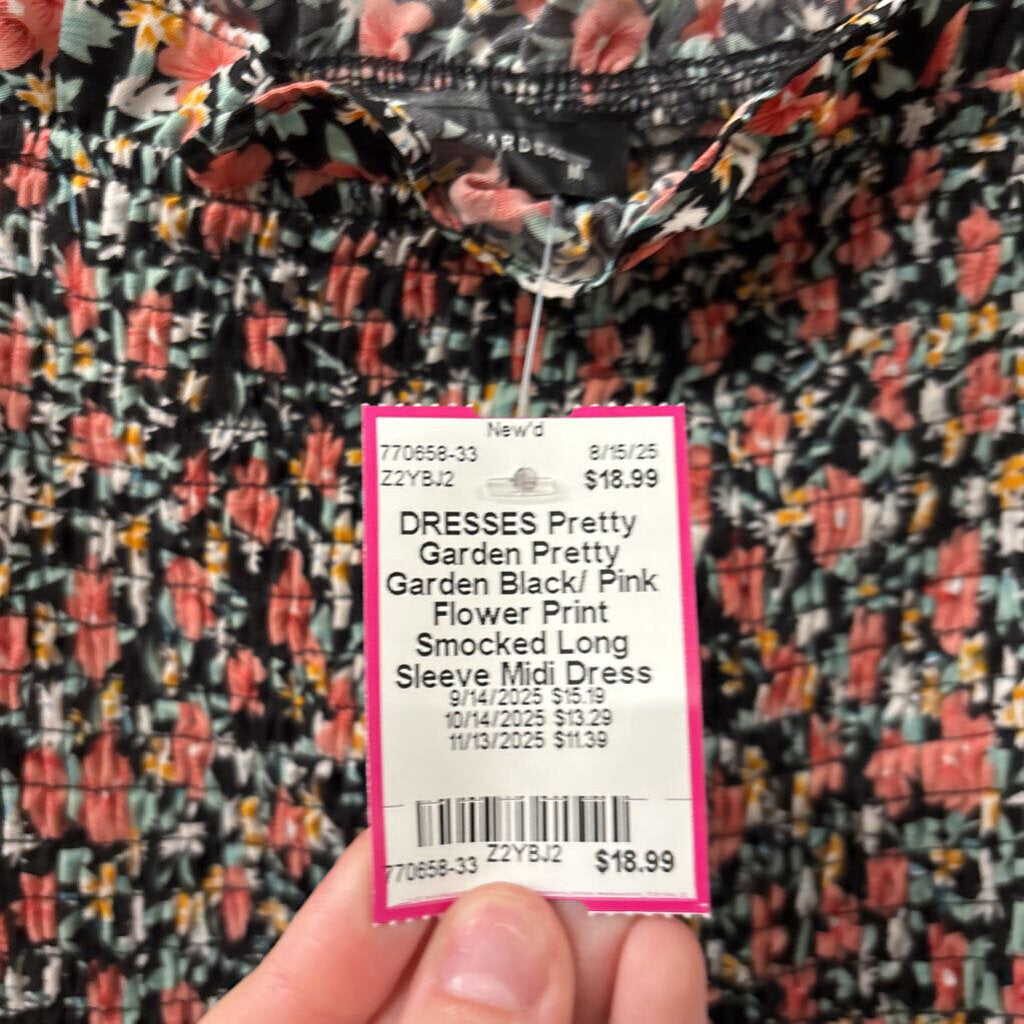 M
New'd
770658-33 8/15/25
Z2YBJ2 $18.99
DRESSES Pretty
Garden Pretty
Garden Black/ Pink
Flower Print
Smocked Long
Sleeve Midi Dress
9/14/2025 $15.19
10/14/2025 $13.29
11/13/2025 $11.39
770658-33 Z2YBJ2 $18.99